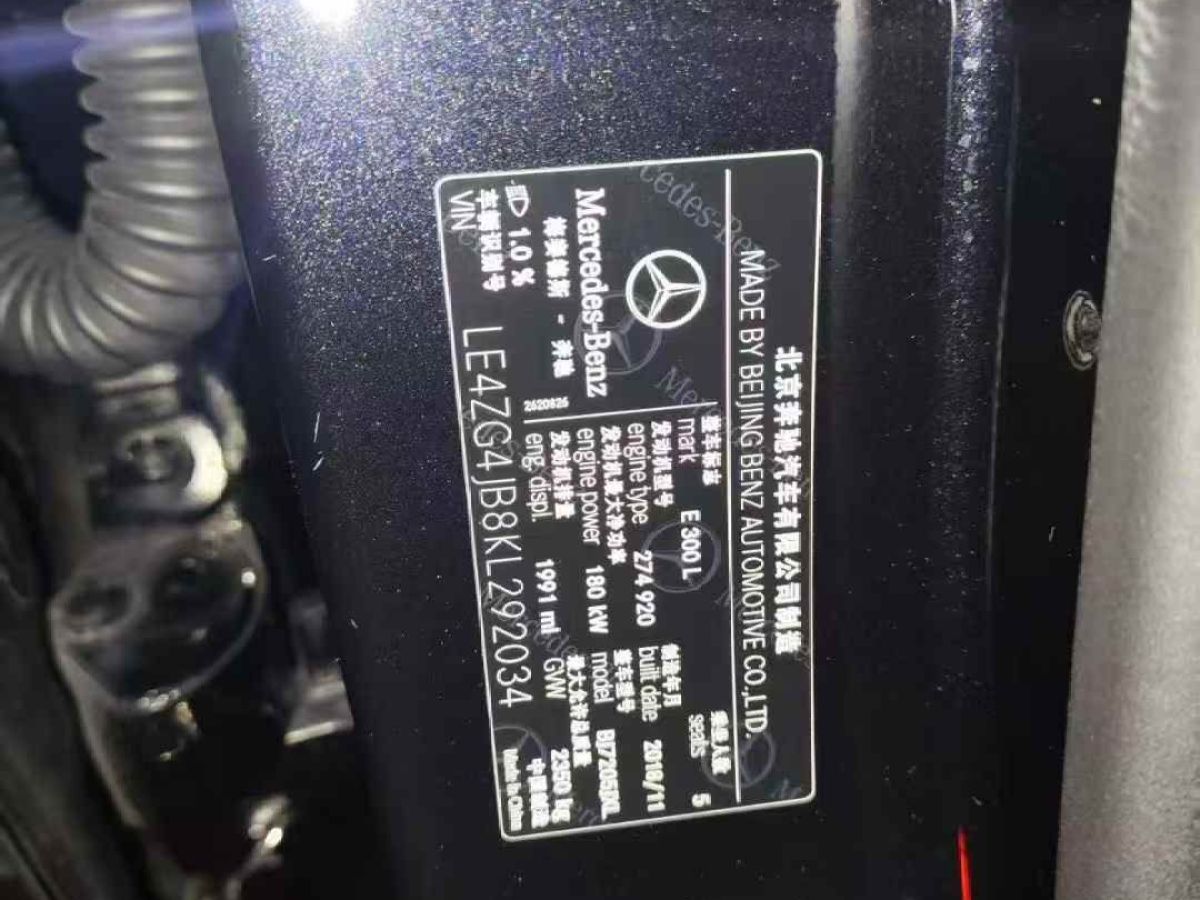 北京奔驰汽车有限公司制造
MADE BY BEIJING BENZ AUTOMOTIVE CO.,LTD.
Mercedes-Benz
梅赛德斯 - 奔驰
1.0 %
2620826
整车标志
mark E 300 L
乘坐人数
seats 5
发动机型号
engine type 274 920
制造年月
built date 2018/11
发动机最大净功率
engine power 180 kW
整车型号
model
发动机排量
eng. displ. 1991 ml
最大允许总质量
GVW 2350 kg
车辆识别号
VIN LE4ZG4JB8KL292034
中国制造
Made in China